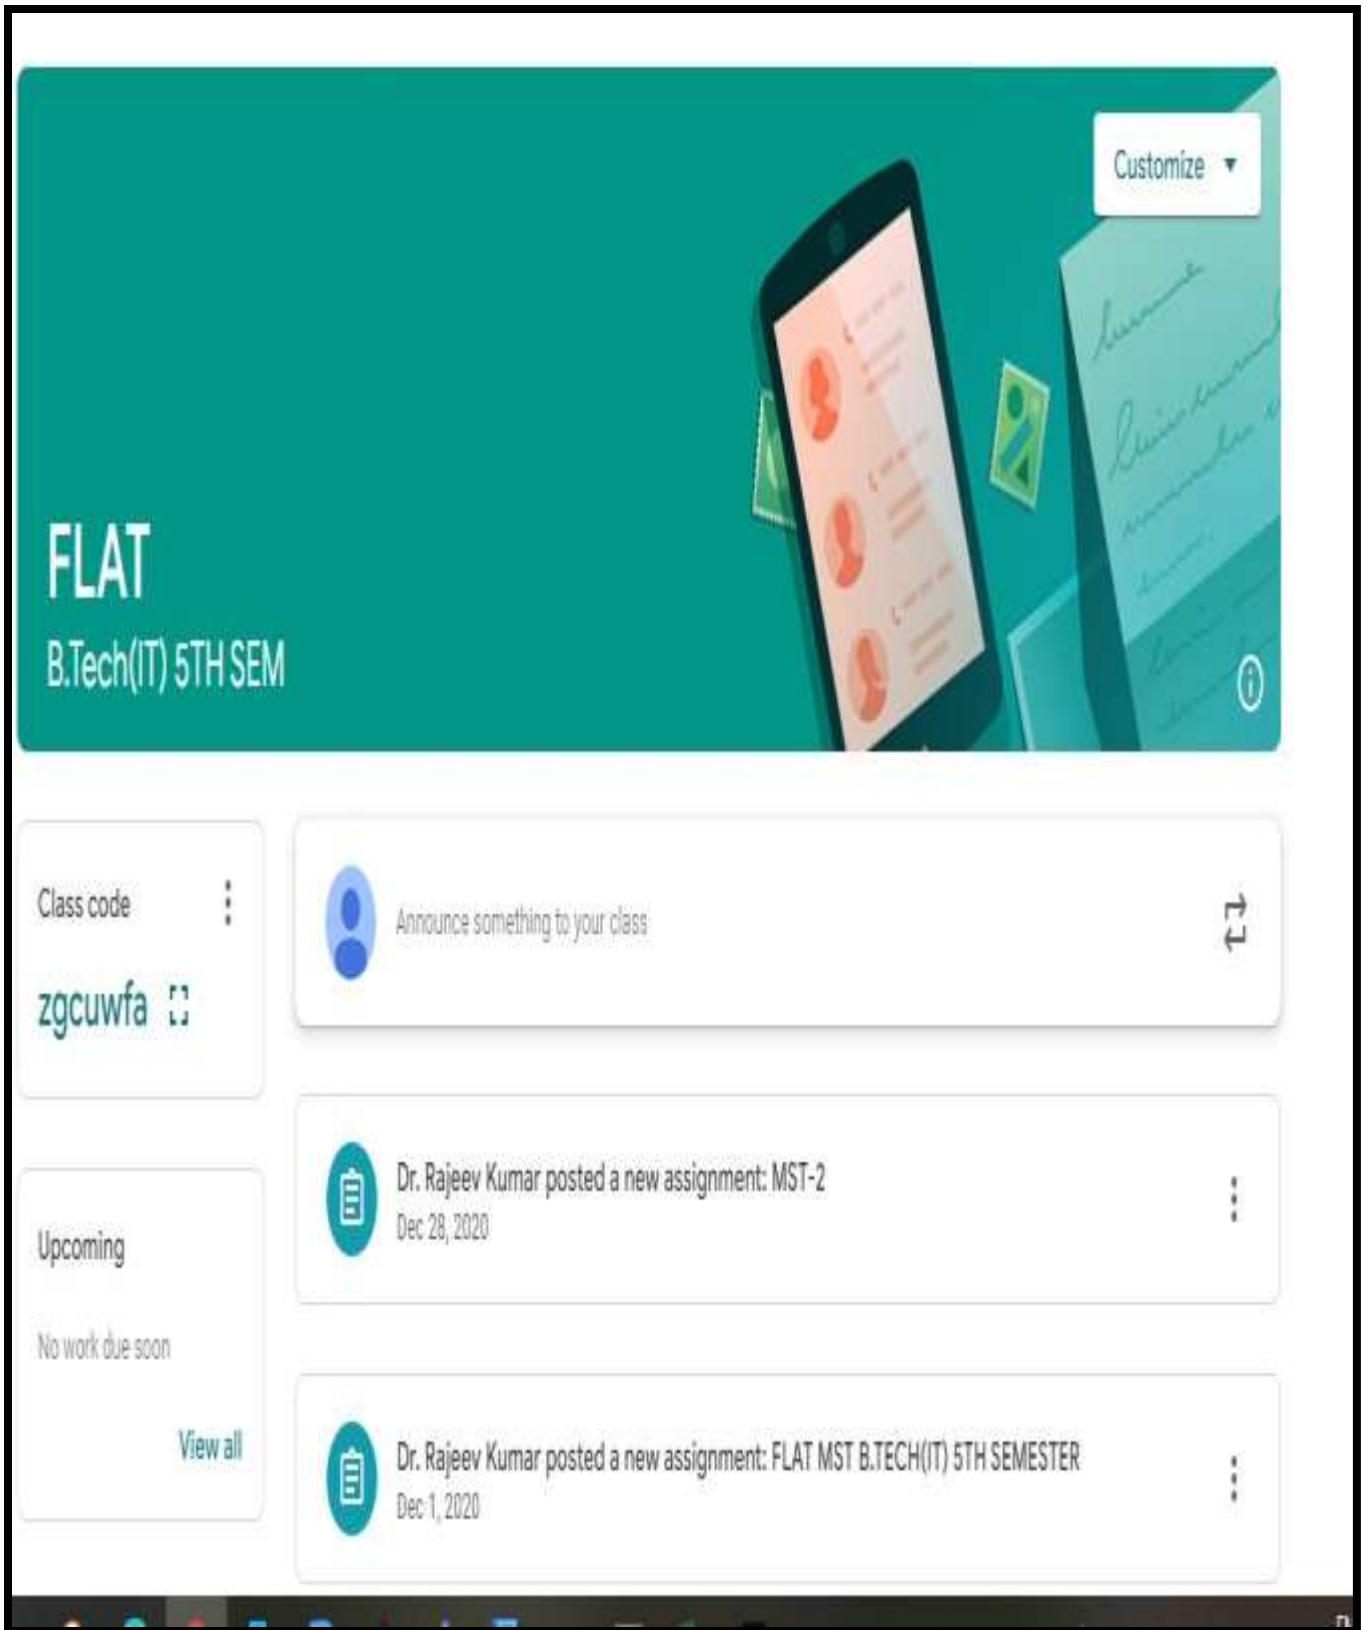 Customize
FLAT
B.Tech(IT) 5TH SEM
Class code
zgcuwfa
Announce something to your class
Dr. Rajeev Kumar posted a new assignment: MST-2
Dec 28, 2020
Upcoming
No work due soon
View all
Dr. Rajeev Kumar posted a new assignment: FLAT MST B.TECH(IT) 5TH SEMESTER
Dec 1, 2020